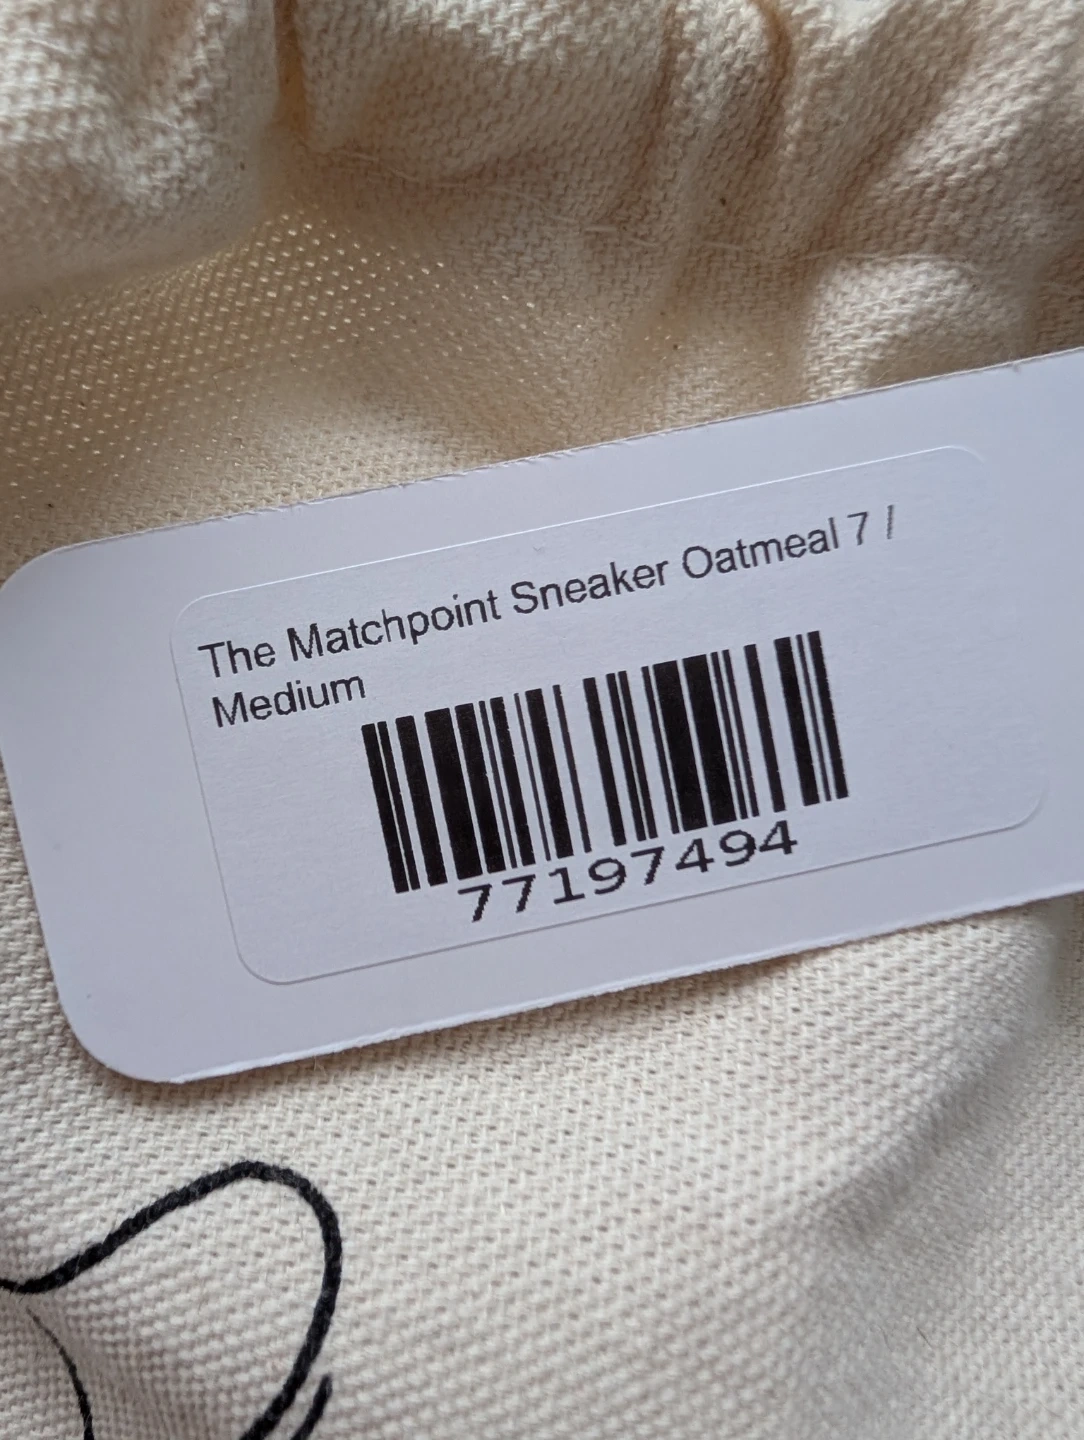 The Matchpoint Sneaker Oatmeal 7 /
Medium
77197494